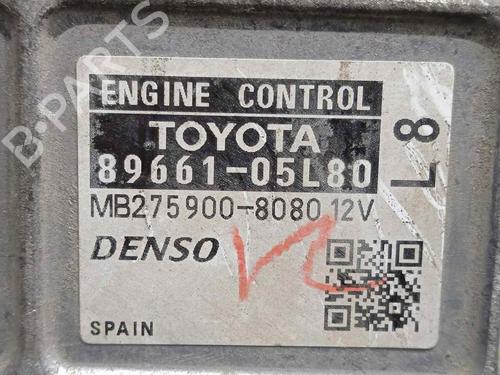 ENGINE CONTROL
TOYOTA
89661-05L80
L8
MB275900-8080 12V
DENSO
SPAIN
B-PARTS